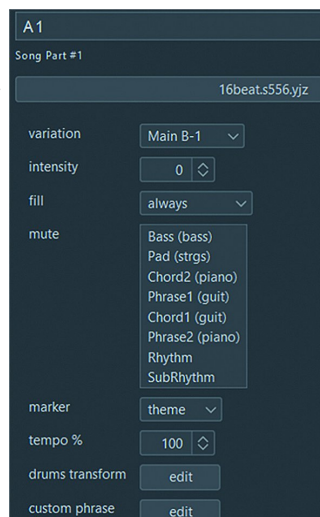 A1
Song Part #1
16beat.s556.yjz
variation Main B-1
intensity 0
fill always
mute
Bass (bass)
Pad (strgs)
Chord2 (piano)
Phrase1 (guit)
Chord1 (guit)
Phrase2 (piano)
Rhythm
SubRhythm
marker theme
tempo % 100
drums transform edit
custom phrase edit